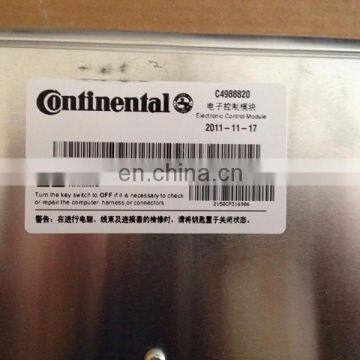 Continental
C4988820
电子控制模块
Electronic Control Module
2011-11-17
es.china.cn
Turn the key switch to OFF if it is necessary to check
or repair the computer harness, or connectors
2150CP316986
警告:在进行电脑、线束及连接器的检修时,请将钥匙置于关闭状态。